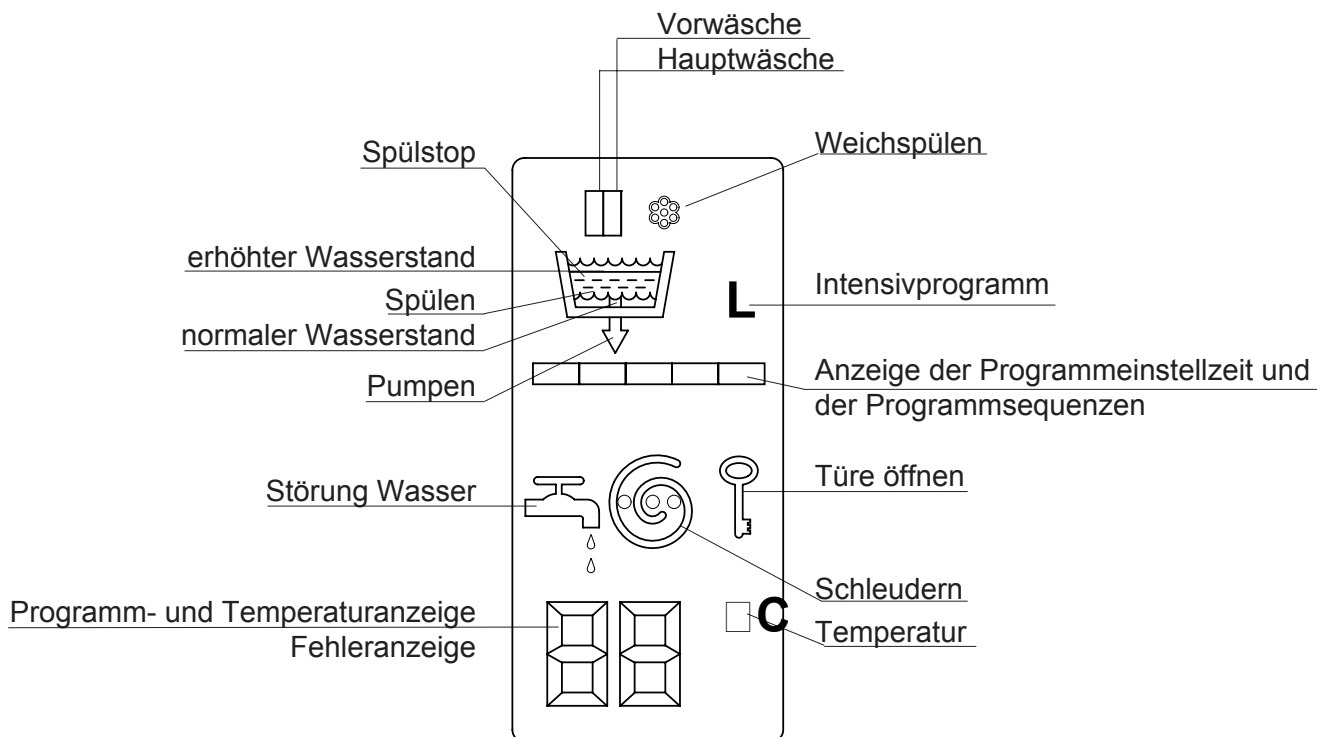 Vorwäsche
Hauptwäsche
Weichspülen
Spülstop
erhöhter Wasserstand
Spülen
normaler Wasserstand
Pumpen
L
Intensivprogramm
Anzeige der Programmeinstellzeit und
der Programmsequenzen
Störung Wasser
Türe öffnen
Schleudern
Programm- und Temperaturanzeige
Fehleranzeige
88
C
Temperatur